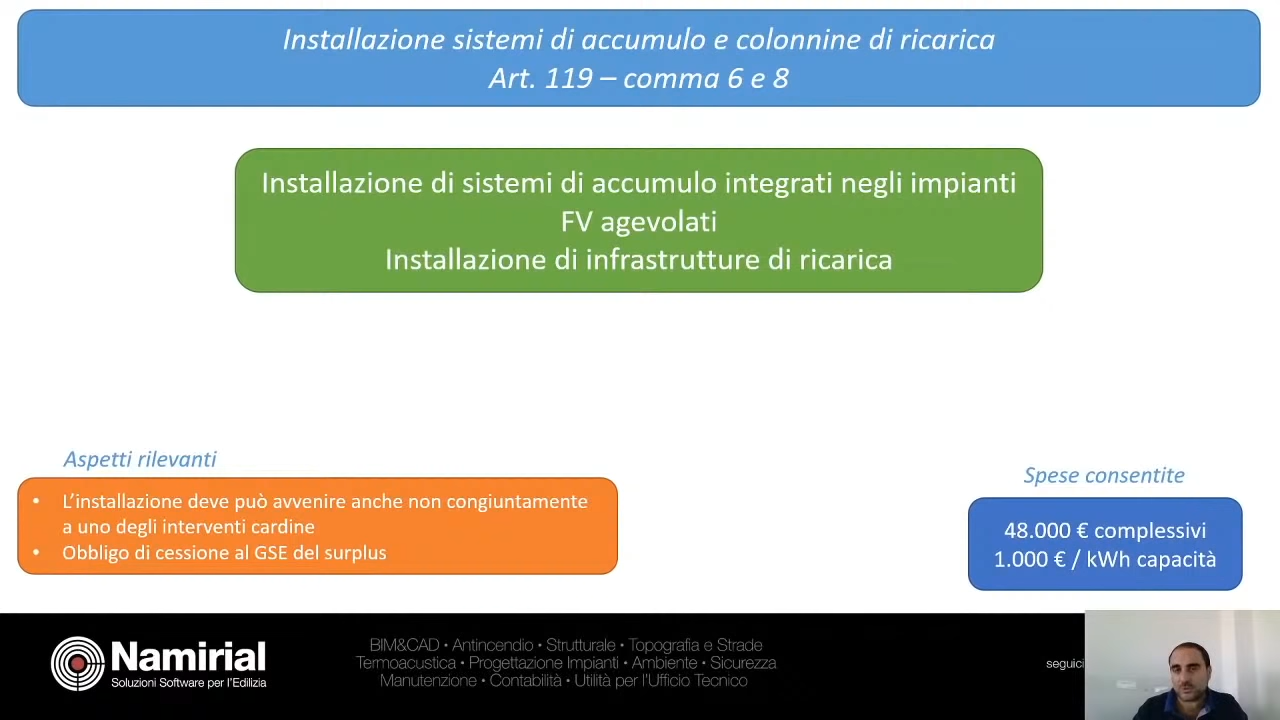 Installazione sistemi di accumulo e colonnine di ricarica
Art. 119 – comma 6 e 8
Installazione di sistemi di accumulo integrati negli impianti
FV agevolati
Installazione di infrastrutture di ricarica
Aspetti rilevanti
• L'installazione deve può avvenire anche non congiuntamente
a uno degli interventi cardine
• Obbligo di cessione al GSE del surplus
Spese consentite
48.000 € complessivi
1.000 € / kWh capacità
Namirial
Soluzioni Software per l'Edilizia
BIM&CAD • Antincendio • Strutturale • Topografia e Strade
Termoacustica • Progettazione Impianti • Ambiente • Sicurezza
Manutenzione • Contabilità • Utilità per l'Ufficio Tecnico
seguici